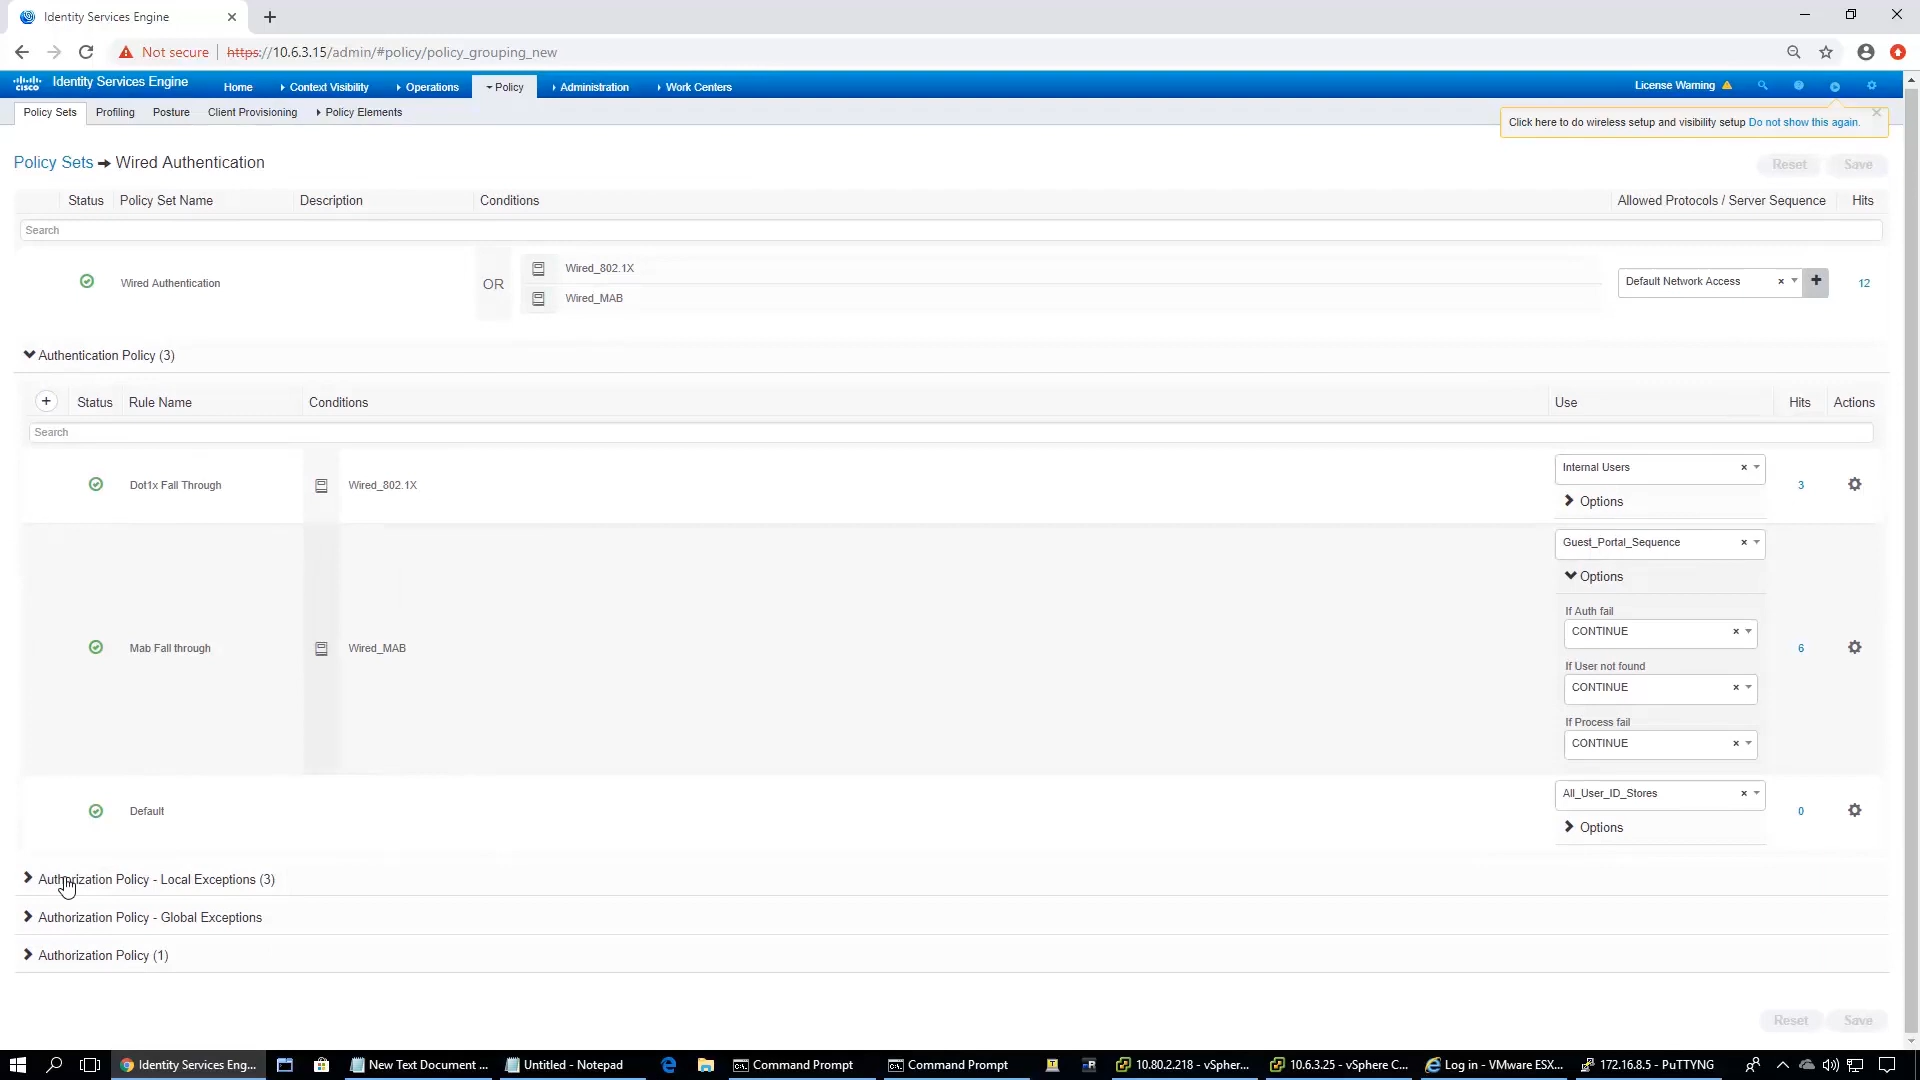 Identity Services Engine
Not secure https://10.6.3.15/admin/#policy/policy_grouping_new
cisco Identity Services Engine Home Context Visibility Operations Policy Administration Work Centers License Warning
Policy Sets Profiling Posture Client Provisioning Policy Elements
Click here to do wireless setup and visibility setup Do not show this again.
Policy Sets Wired Authentication Reset Save
Status Policy Set Name Description Conditions Allowed Protocols / Server Sequence Hits
Search
Wired_802.1X
Wired Authentication OR Default Network Access 12
Wired_MAB
Authentication Policy (3)
Status Rule Name Conditions Use Hits Actions
Search
Internal Users
Dot1x Fall Through Wired_802.1X 3
Options
Guest_Portal_Sequence
Options
If Auth fail
CONTINUE
Mab Fall through Wired_MAB 6
If User not found
CONTINUE
If Process fail
CONTINUE
All_User_ID_Stores
Default 0
Options
Authorization Policy - Local Exceptions (3)
Authorization Policy - Global Exceptions
Authorization Policy (1)
Reset Save
Identity Services Eng... New Text Document ... Untitled - Notepad Command Prompt Command Prompt 10.80.2.218 - vSpher... 10.6.3.25 - vSphere C... Log in - VMware ESX... 172.16.8.5 - PuTTYNG